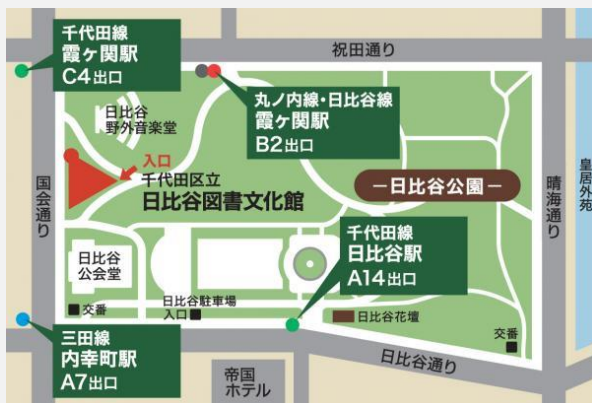 千代田線
霞ヶ関駅
C4出口
祝田通り
丸ノ内線・日比谷線
霞ヶ関駅
B2出口
日比谷
野外音楽堂
入口
千代田区立
日比谷図書文化館
ー日比谷公園ー
国会通り
晴海通り
皇居外苑
千代田線
日比谷駅
A14出口
日比谷
公会堂
日比谷駐車場
入口
交番
日比谷花壇
交番
三田線
内幸町駅
A7出口
日比谷通り
帝国
ホテル